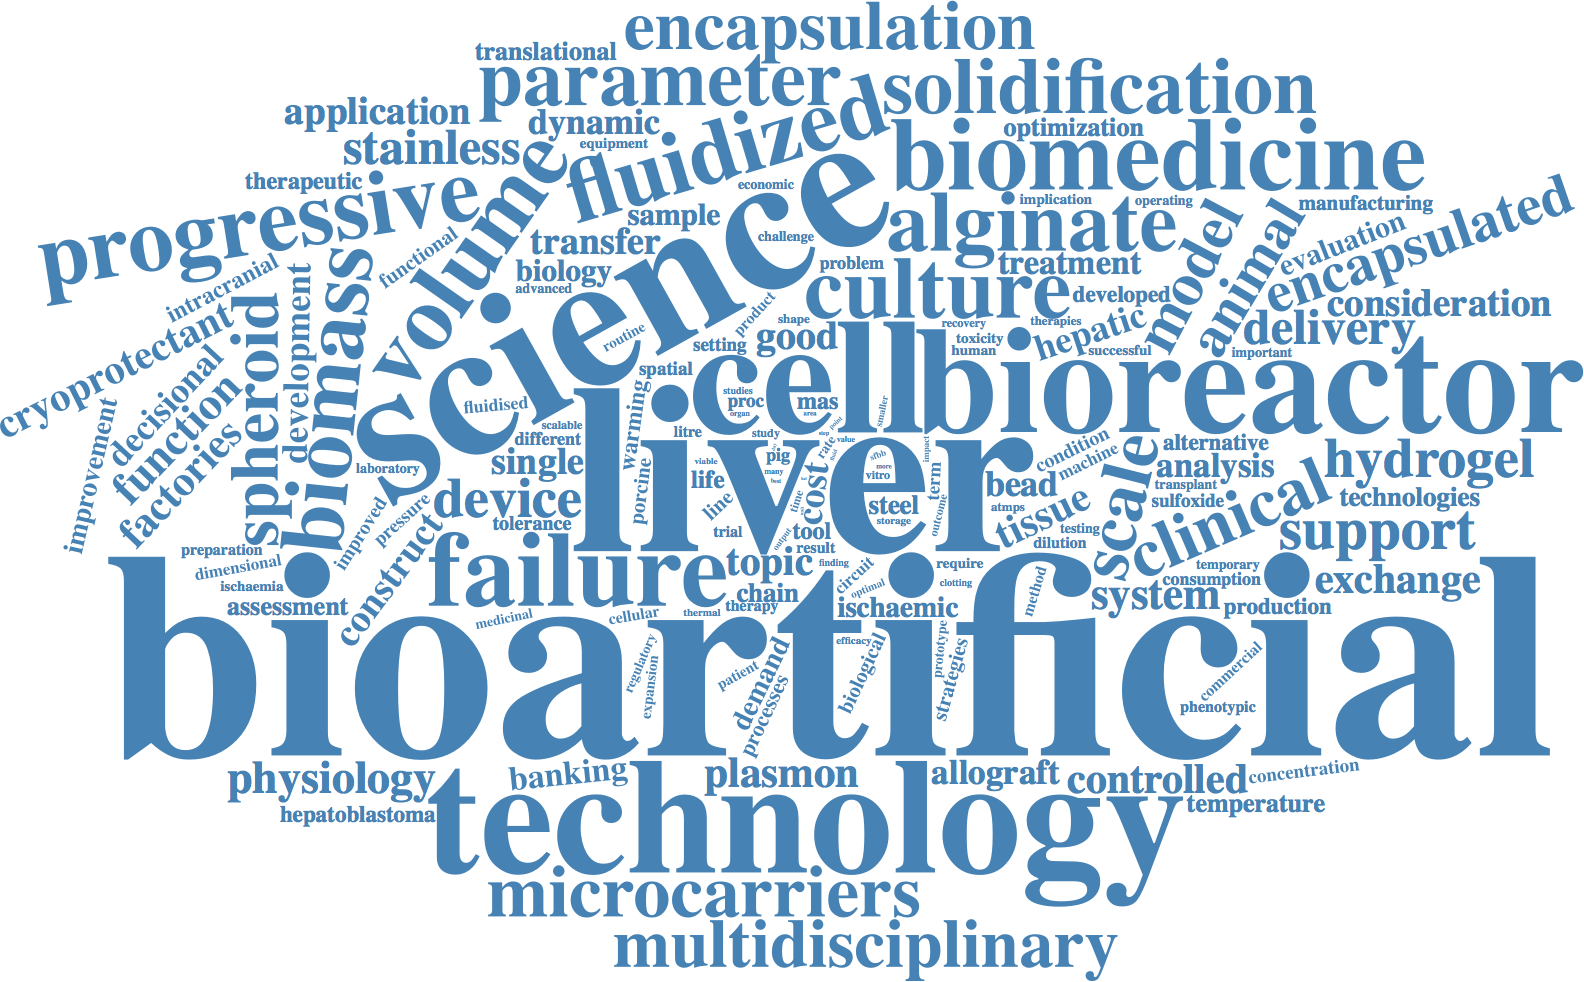 encapsulation
translational
parameter
solidification
application
dynamic
fluidized
optimization
stainless
equipment
biomedicine
therapeutic
progressive
volume
science
economic
sample
implication
operating
manufacturing
alginate
model
animal
evaluation
encapsulated
functional
transfer
challenge
intracranial
biology
problem
treatment
advanced
culture
developed
consideration
cryoprotectant
spheroid
development
biomass
product
shape
routine
setting
good
recovery
therapies
toxicity
human
hepatic
successful
delivery
important
decisional
spatial
cell
bioreactor
improvement
function
factories
fluidised
studies
proc
organ
mas
area
smaller
scalable
different
warming
litre
liver
study
point
step
value
rate
impact
condition
machine
alternative
laboratory
single
porcine
viable
pig
many
best
sfbb
more
vitro
term
scale
analysis
hydrogel
transplant
sulfoxide
technologies
device
life
line
time
cost
steel
storage
bead
atmps
tissue
clinical
improved
pressure
tolerance
trial
tool
result
output
outcome
testing
dilution
support
construct
preparation
dimensional
ischaemia
assessment
failure
topic
finding
circuit
optimal
require
clotting
method
temporary
consumption
exchange
chain
therapy
thermal
cellular
medicinal
ischaemic
system
production
bioartificial
efficacy
regulatory
expansion
patient
demand
processes
biological
prototype
strategies
commercial
phenotypic
physiology
banking
plasmon
allograft
controlled
concentration
hepatoblastoma
technology
temperature
microcarriers
multidisciplinary